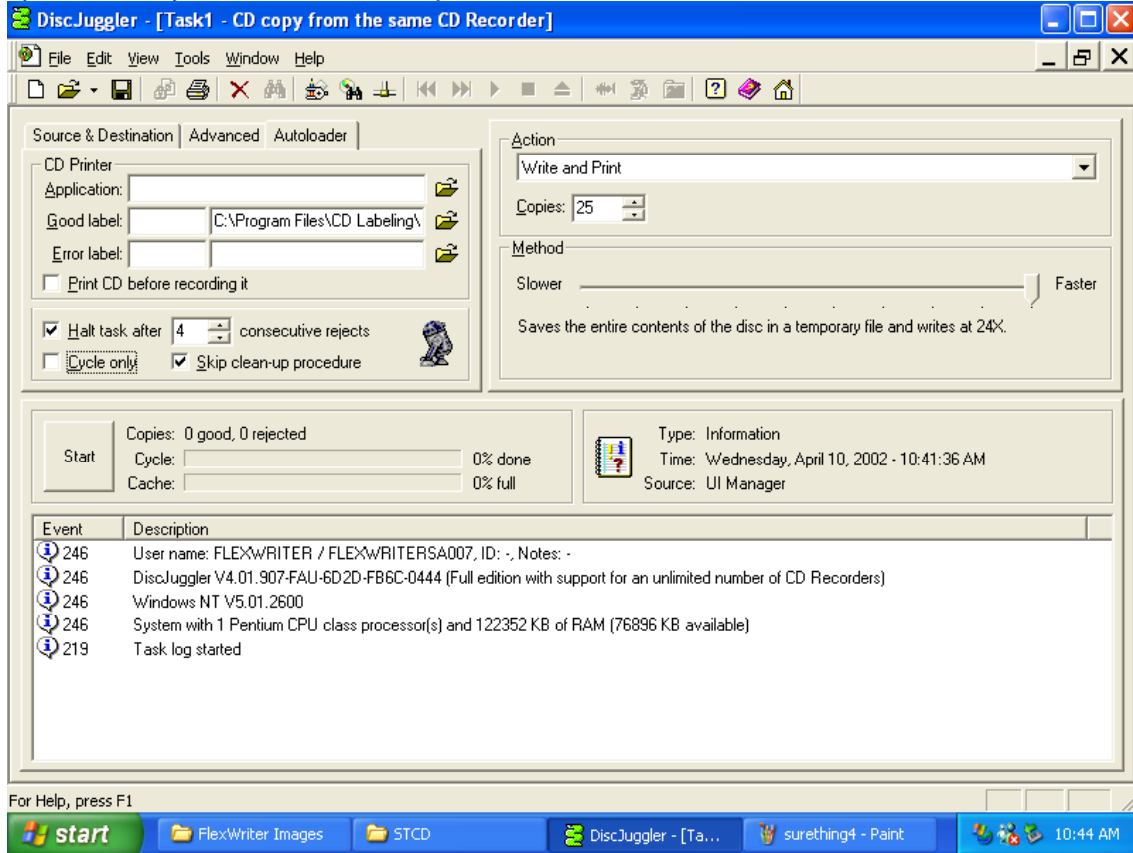 DiscJuggler - [Task1 - CD copy from the same CD Recorder]
File Edit View Tools Window Help
Source & Destination Advanced Autoloader
CD Printer
Application:
Good label: C:\Program Files\CD Labeling\
Error label:
Print CD before recording it
Halt task after 4 consecutive rejects
Cycle only Skip clean-up procedure
Action
Write and Print
Copies: 25
Method
Slower Faster
Saves the entire contents of the disc in a temporary file and writes at 24X.
Start
Copies: 0 good, 0 rejected
Cycle: 0% done
Cache: 0% full
Type: Information
Time: Wednesday, April 10, 2002 - 10:41:36 AM
Source: UI Manager
Event Description
246 User name: FLEXWRITER / FLEXWRITERSA007, ID: -, Notes: -
246 DiscJuggler V4.01.907-FAU-6D2D-FB6C-0444 (Full edition with support for an unlimited number of CD Recorders)
246 Windows NT V5.01.2600
246 System with 1 Pentium CPU class processor(s) and 122352 KB of RAM (76896 KB available)
219 Task log started
For Help, press F1
start FlexWriter Images STCD DiscJuggler - [Ta... surething4 - Paint 10:44 AM